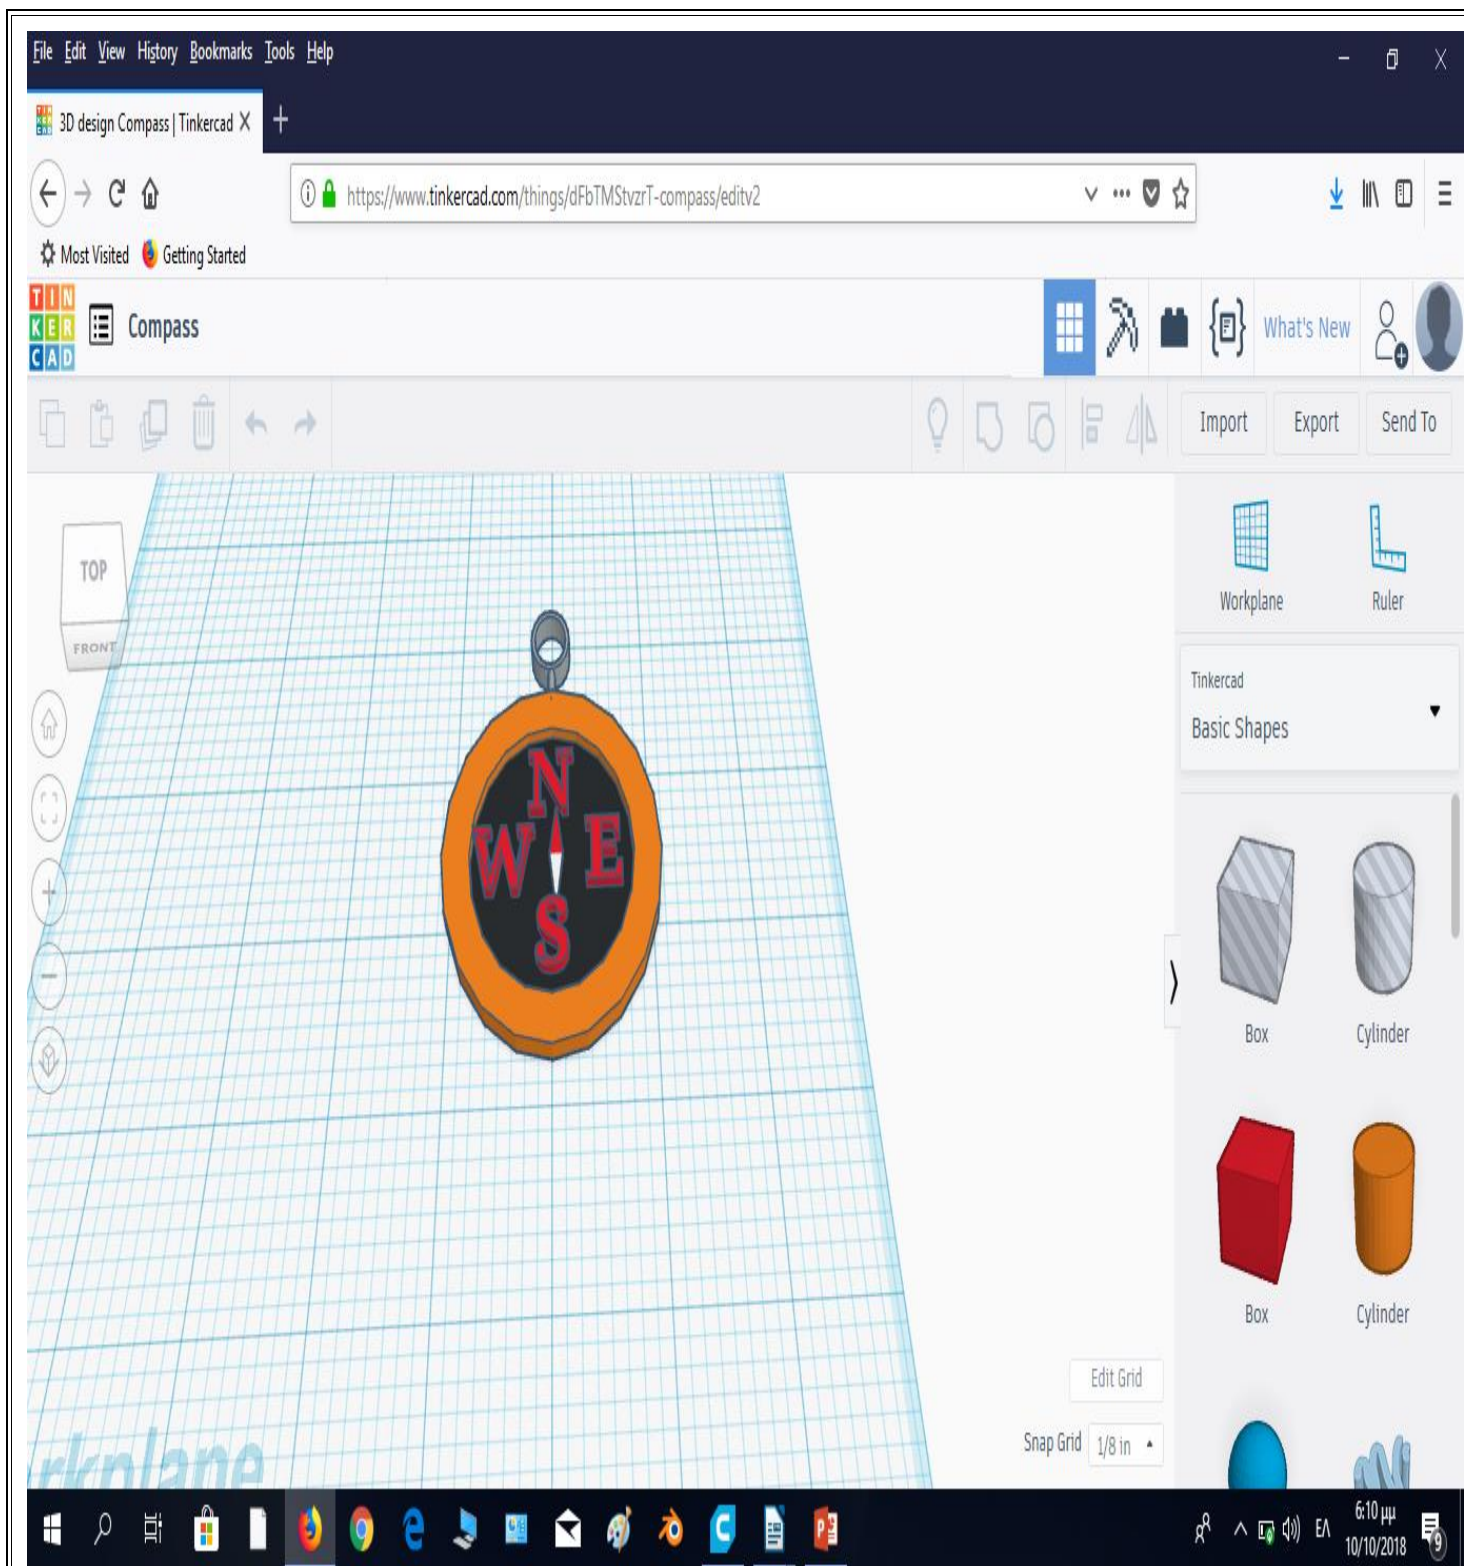 File Edit View History Bookmarks Tools Help
3D design Compass | Tinkercad
https://www.tinkercad.com/things/dFbTMStvzrT-compass/editv2
Most Visited Getting Started
TIN
KER
CAD
Compass
What's New
Import Export Send To
TOP
FRONT
Workplane Ruler
Tinkercad
Basic Shapes
N
W E
S
Box Cylinder
Box Cylinder
Edit Grid
Snap Grid 1/8 in
rkplane
6:10 μμ
ΕΛ
10/10/2018
9